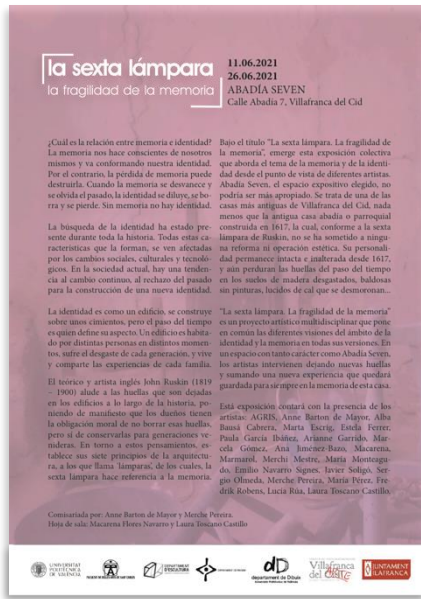 la sexta lámpara
la fragilidad de la memoria
11.06.2021
26.06.2021
ABADÍA SEVEN
Calle Abadia 7, Villafranca del Cid
¿Cuál es la relación entre memoria e identidad?
La memoria nos hace conscientes de nosotros
mismos y va conformando nuestra identidad.
Por el contrario, la pérdida de memoria puede
destruirla. Cuando la memoria se desvanece y
se olvida el pasado, la identidad se diluye, se bo-
rra y se pierde. Sin memoria no hay identidad.
La búsqueda de la identidad ha estado pre-
sente durante toda la historia. Todas estas ca-
racterísticas que la forman, se ven afectadas
por los cambios sociales, culturales y tecnoló-
gicos. En la sociedad actual, hay una tenden-
cia al cambio continuo, al rechazo del pasado
para la construcción de una nueva identidad.
La identidad es como un edificio, se construye
sobre unos cimientos, pero el paso del tiempo
es quien define su aspecto. Un edificio es habita-
do por distintas personas en distintos momen-
tos, sufre el desgaste de cada generación, y vive
y comparte las experiencias de cada familia.
El teórico y artista inglés John Ruskin (1819
– 1900) alude a las huellas que son dejadas
en los edificios a lo largo de la historia, po-
niendo de manifiesto que los dueños tienen
la obligación moral de no borrar esas huellas,
pero sí de conservarlas para generaciones ve-
nideras. En torno a estos pensamientos, es-
tablece sus siete principios de la arquitectu-
ra, a los que llama ‘lámparas’, de los cuales, la
sexta lámpara hace referencia a la memoria.
Bajo el título “La sexta lámpara. La fragilidad de
la memoria”, emerge esta exposición colectiva
que aborda el tema de la memoria y de la identi-
dad desde el punto de vista de diferentes artistas.
Abadía Seven, el espacio expositivo elegido, no
podría ser más apropiado. Se trata de una de las
casas más antiguas de Villafranca del Cid, nada
menos que la antigua casa abadía o parroquial
construida en 1617, la cual, conforme a la sexta
lámpara de Ruskin, no se ha sometido a ningu-
na reforma ni operación estética. Su personali-
dad permanece intacta e inalterada desde 1617,
y aún perduran las huellas del paso del tiempo
en los suelos de madera desgastados, baldosas
sin pinturas, lucidos de cal que se desmoronan...
“La sexta lámpara. La fragilidad de la memoria”
es un proyecto artístico multidisciplinar que pone
en común las diferentes visiones del ámbito de la
identidad y la memoria en todas sus versiones. En
un espacio con tanto carácter como Abadía Seven,
los artistas intervienen dejando nuevas huellas
y sumando una nueva experiencia que quedará
guardada para siempre en la memoria de esta casa.
Está exposición contará con la presencia de los
artistas: AGRIS, Anne Barton de Mayor, Alba
Bausá Cabrera, Marta Escrig, Estela Ferrer,
Paula García Ibáñez, Arianne Garrido, Mar-
cela Gómez, Ana Jiménez-Bazo, Macarena,
Marmarol, Merchi Mestre, María Monteagu-
do, Emilio Navarro Signes, Javier Soligó, Ser-
gio Olmeda, Merche Pereira, María Pérez, Fre-
drik Robens, Lucia Rúa, Laura Toscano Castillo.
Comisariada por: Anne Barton de Mayor y Merche Pereira.
Hoja de sala: Macarena Flores Navarro y Laura Toscano Castillo
UNIVERSITAT
POLITÈCNICA
DE VALÈNCIA
dD
departamento de Dibujo
Villafranca
del Cid
AJUNTAMENT
VILAFRANCA